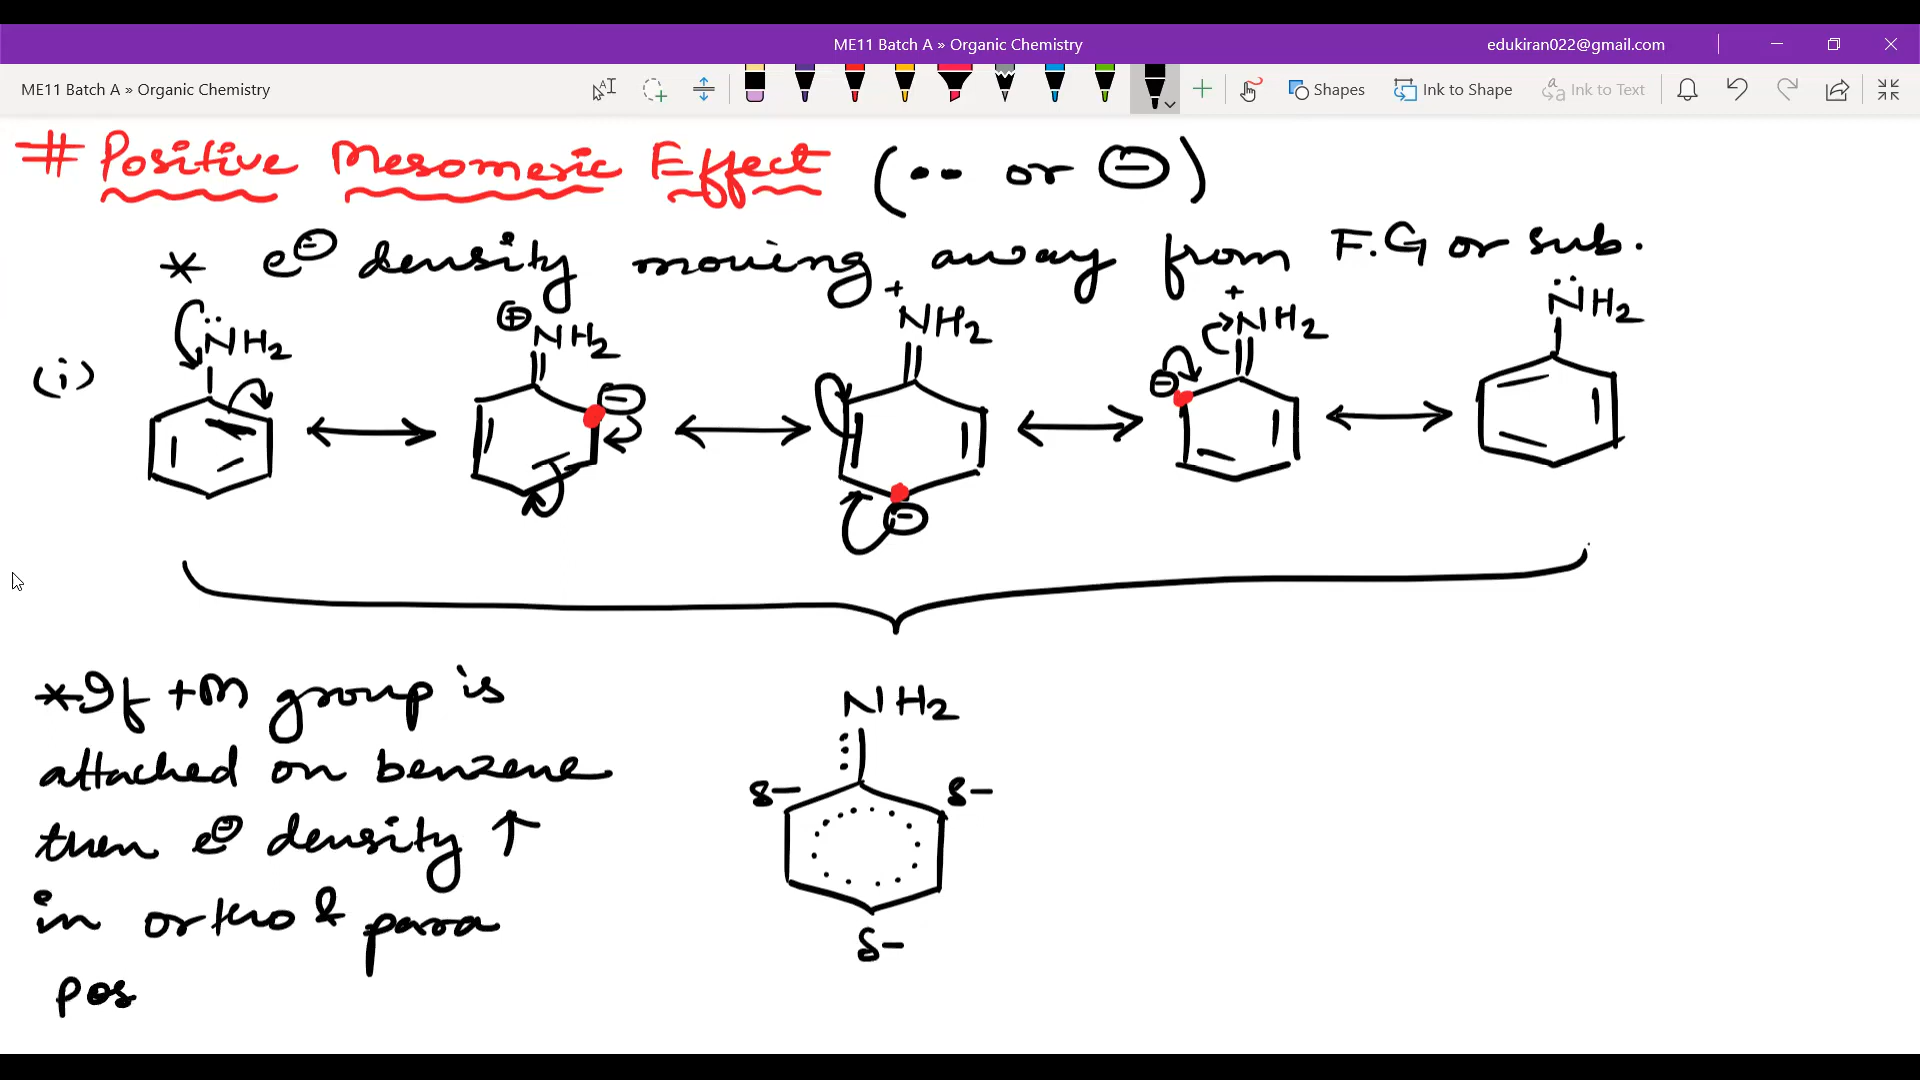 ME11 Batch A » Organic Chemistry
edukiran022@gmail.com
ME11 Batch A » Organic Chemistry
Shapes
Ink to Shape
Ink to Text
# Positive Mesomeric Effect (•• or ⊖)
* e⊖ density moving away from F.G or sub.
(i)
N̈H2
⊕NH2
+NH2
+NH2
N̈H2
⊖
⊖
⊖
*If +M group is
attached on benzene
then e⊖ density ↑
in ortho & para
pos
NH2
δ− δ−
δ−